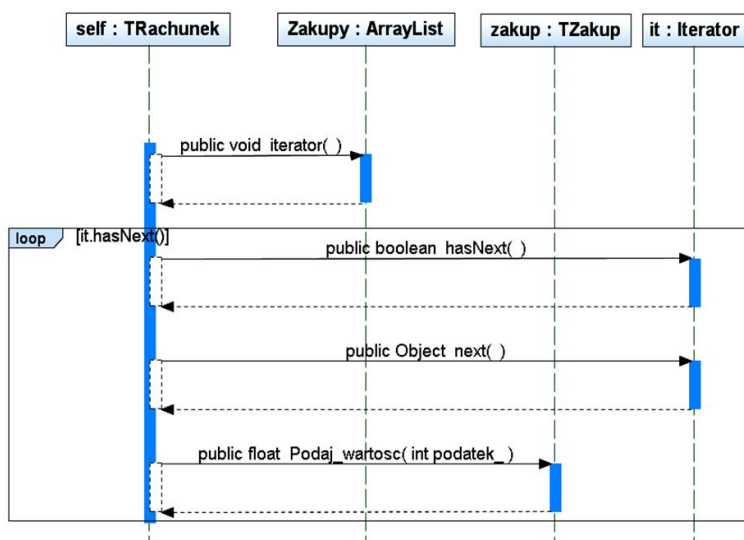 self : TRachunek
Zakupy : ArrayList
zakup : TZakup
it : Iterator
public void iterator( )
loop
[it.hasNext()]
public boolean hasNext( )
public Object next( )
public float Podaj_wartosc( int podatek_ )